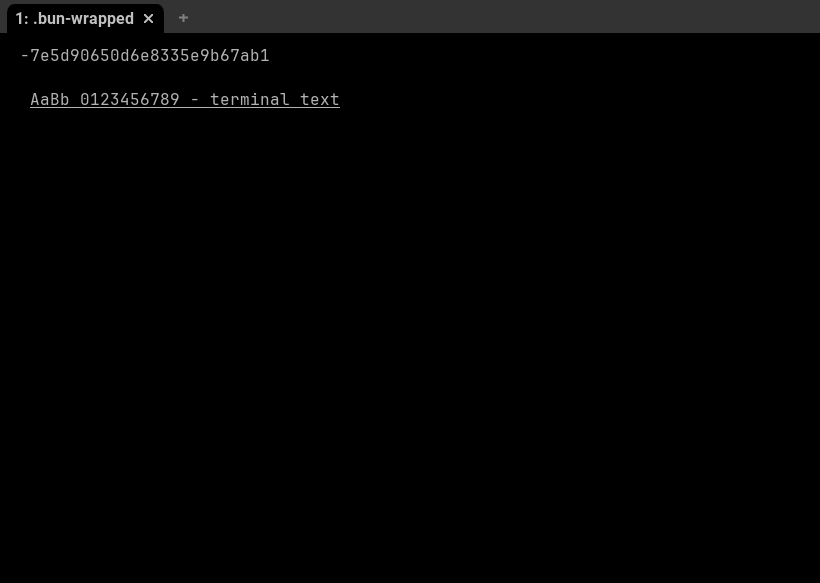 1: .bun-wrapped × +
-7e5d90650d6e8335e9b67ab1
AaBb 0123456789 - terminal text